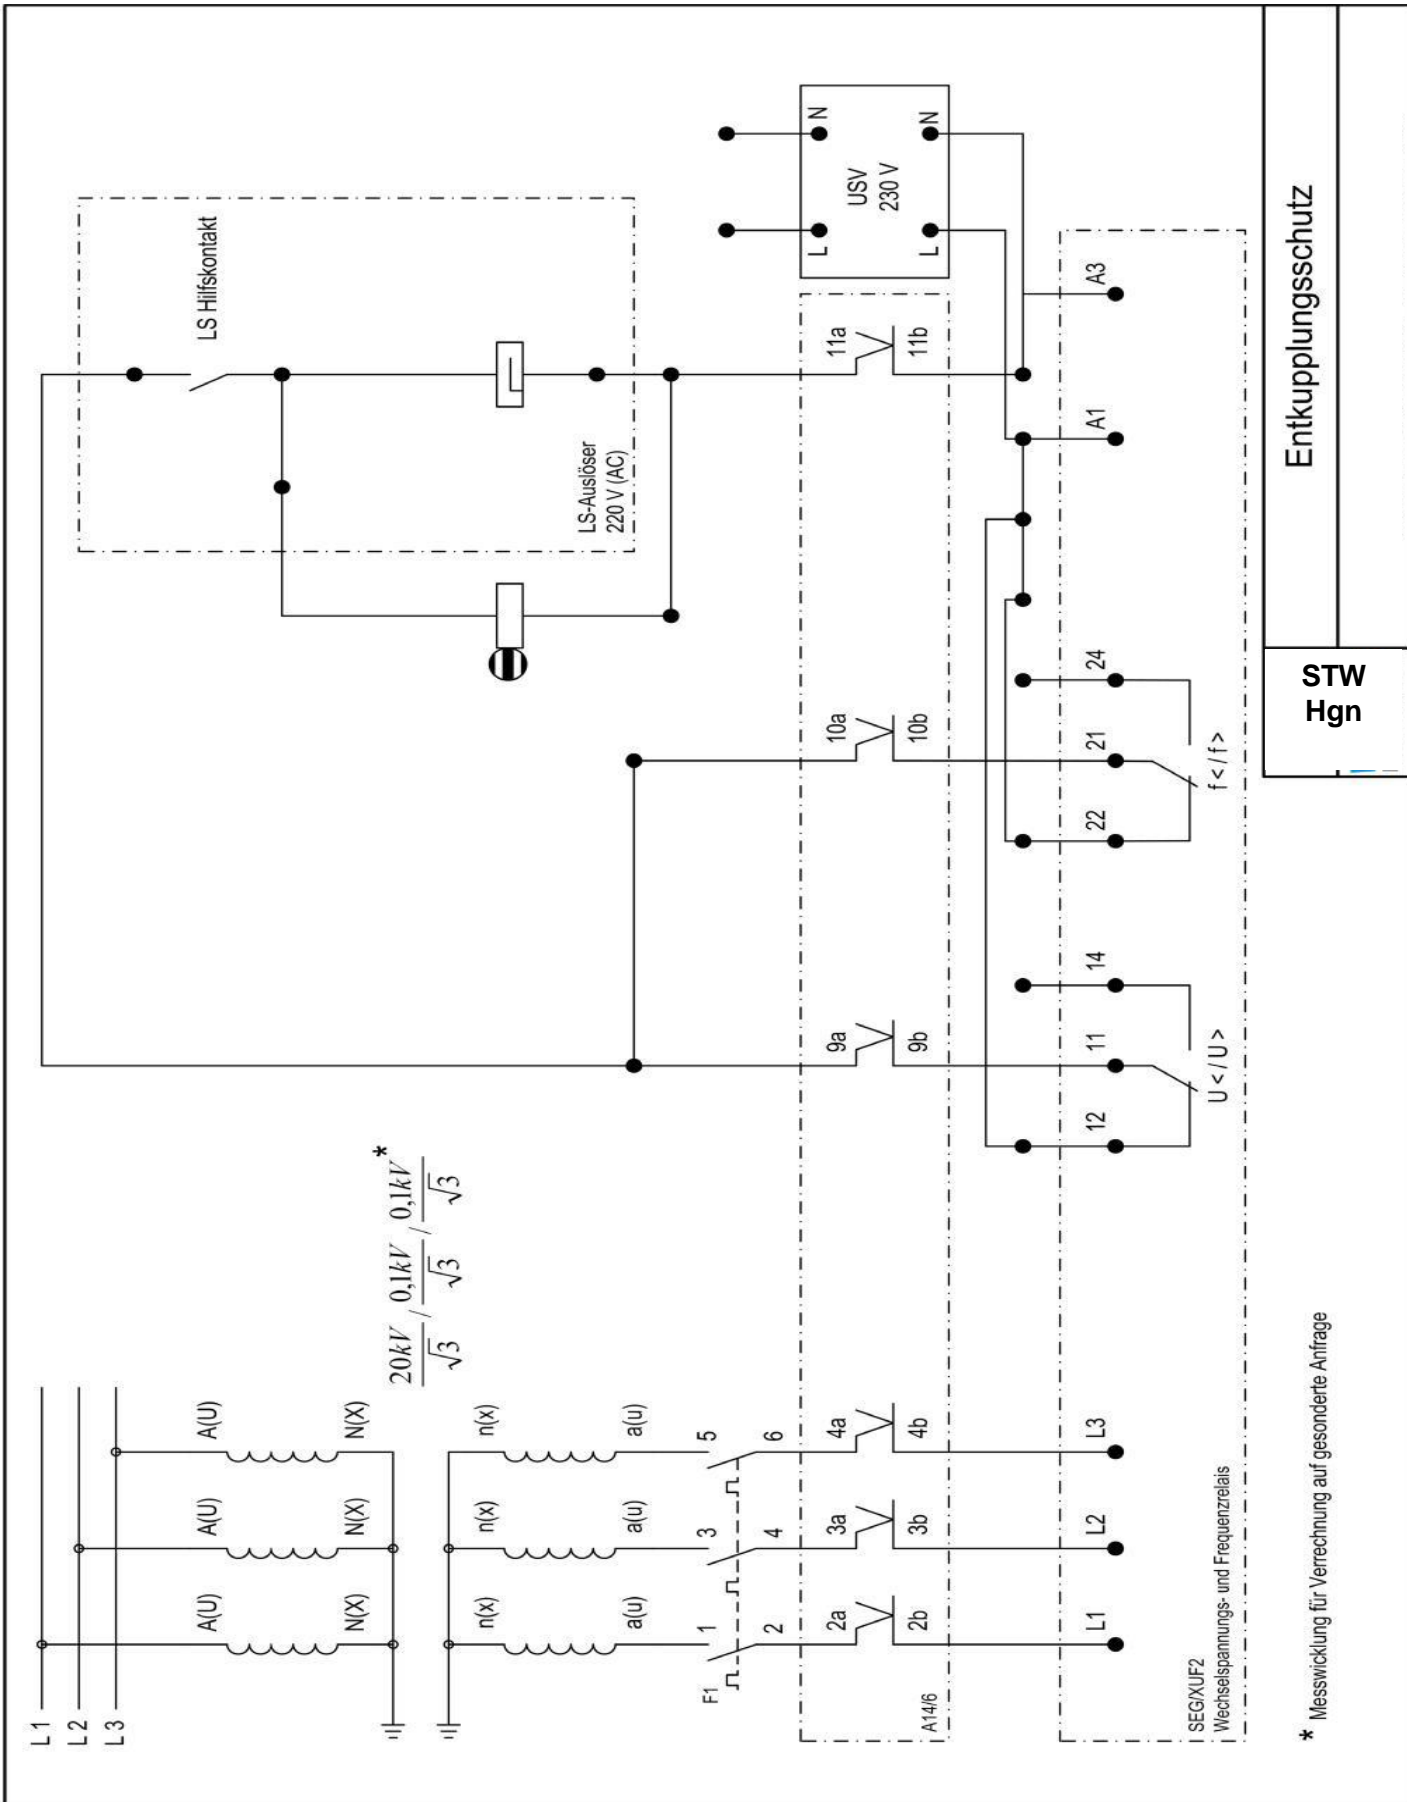 L 1
L 2
L 3
A(U)
A(U)
A(U)
N(X)
N(X)
N(X)
20kV/√3 / 0,1kV/√3 / 0,1kV/√3 *
n(x)
n(x)
n(x)
a(u)
a(u)
a(u)
F1
1
3
5
2
4
6
LS Hilfskontakt
LS-Auslöser
220 V (AC)
L
N
USV
230 V
L
N
A14/6
2a
3a
4a
9a
10a
11a
2b
3b
4b
9b
10b
11b
L1
L2
L3
12
11
14
22
21
24
A1
A3
U < / U >
f < / f >
SEG/XUF2
Wechselspannungs- und Frequenzrelais
* Messwicklung für Verrechnung auf gesonderte Anfrage
STW
Hgn
Entkupplungsschutz